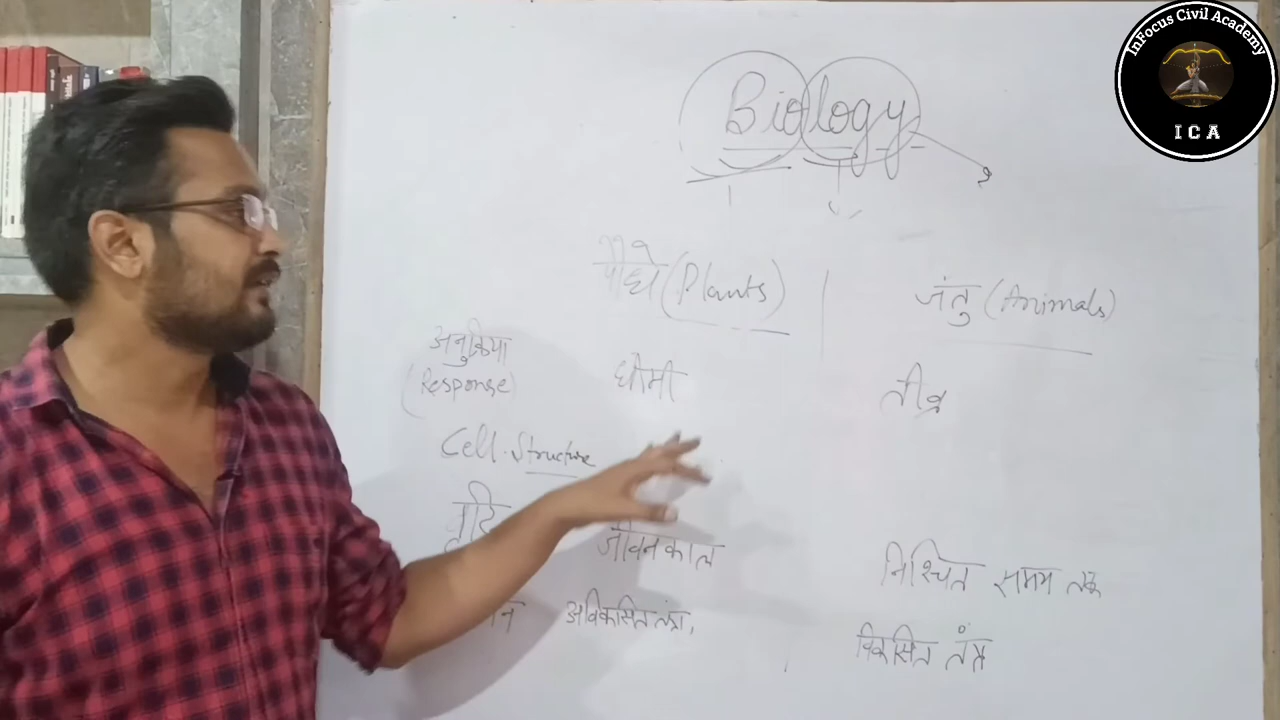 InFocus Civil Academy
ICA
Biology
पौधे (Plants) जंतु (Animals)
अनुक्रिया
(Response) धीमी तीव्र
Cell Structure
जीवनकाल निश्चित समय तक
अविकसित तंत्र, विकसित तंत्र